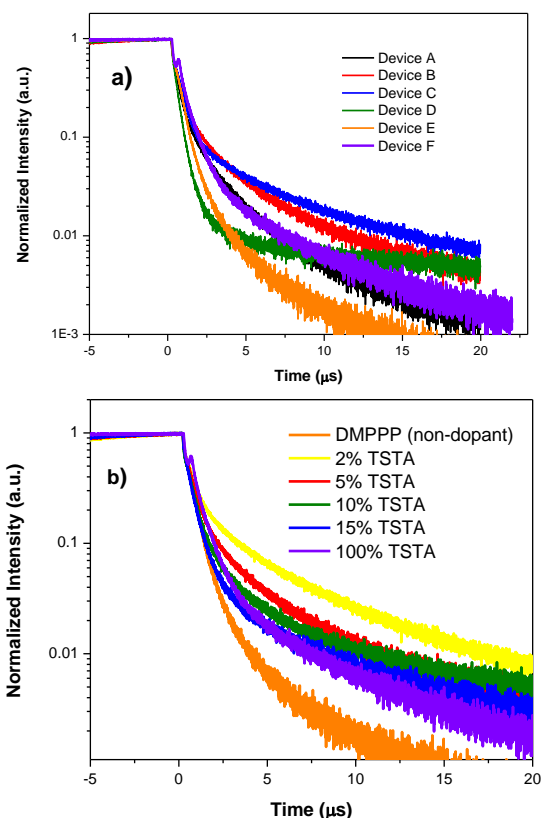 a)
Device A
Device B
Device C
Device D
Device E
Device F
Normalized Intensity (a.u.)
1
0.1
0.01
1E-3
-5 0 5 10 15 20
Time (μs)
b)
DMPPP (non-dopant)
2% TSTA
5% TSTA
10% TSTA
15% TSTA
100% TSTA
Normalized Intensity (a.u.)
1
0.1
0.01
-5 0 5 10 15 20
Time (μs)